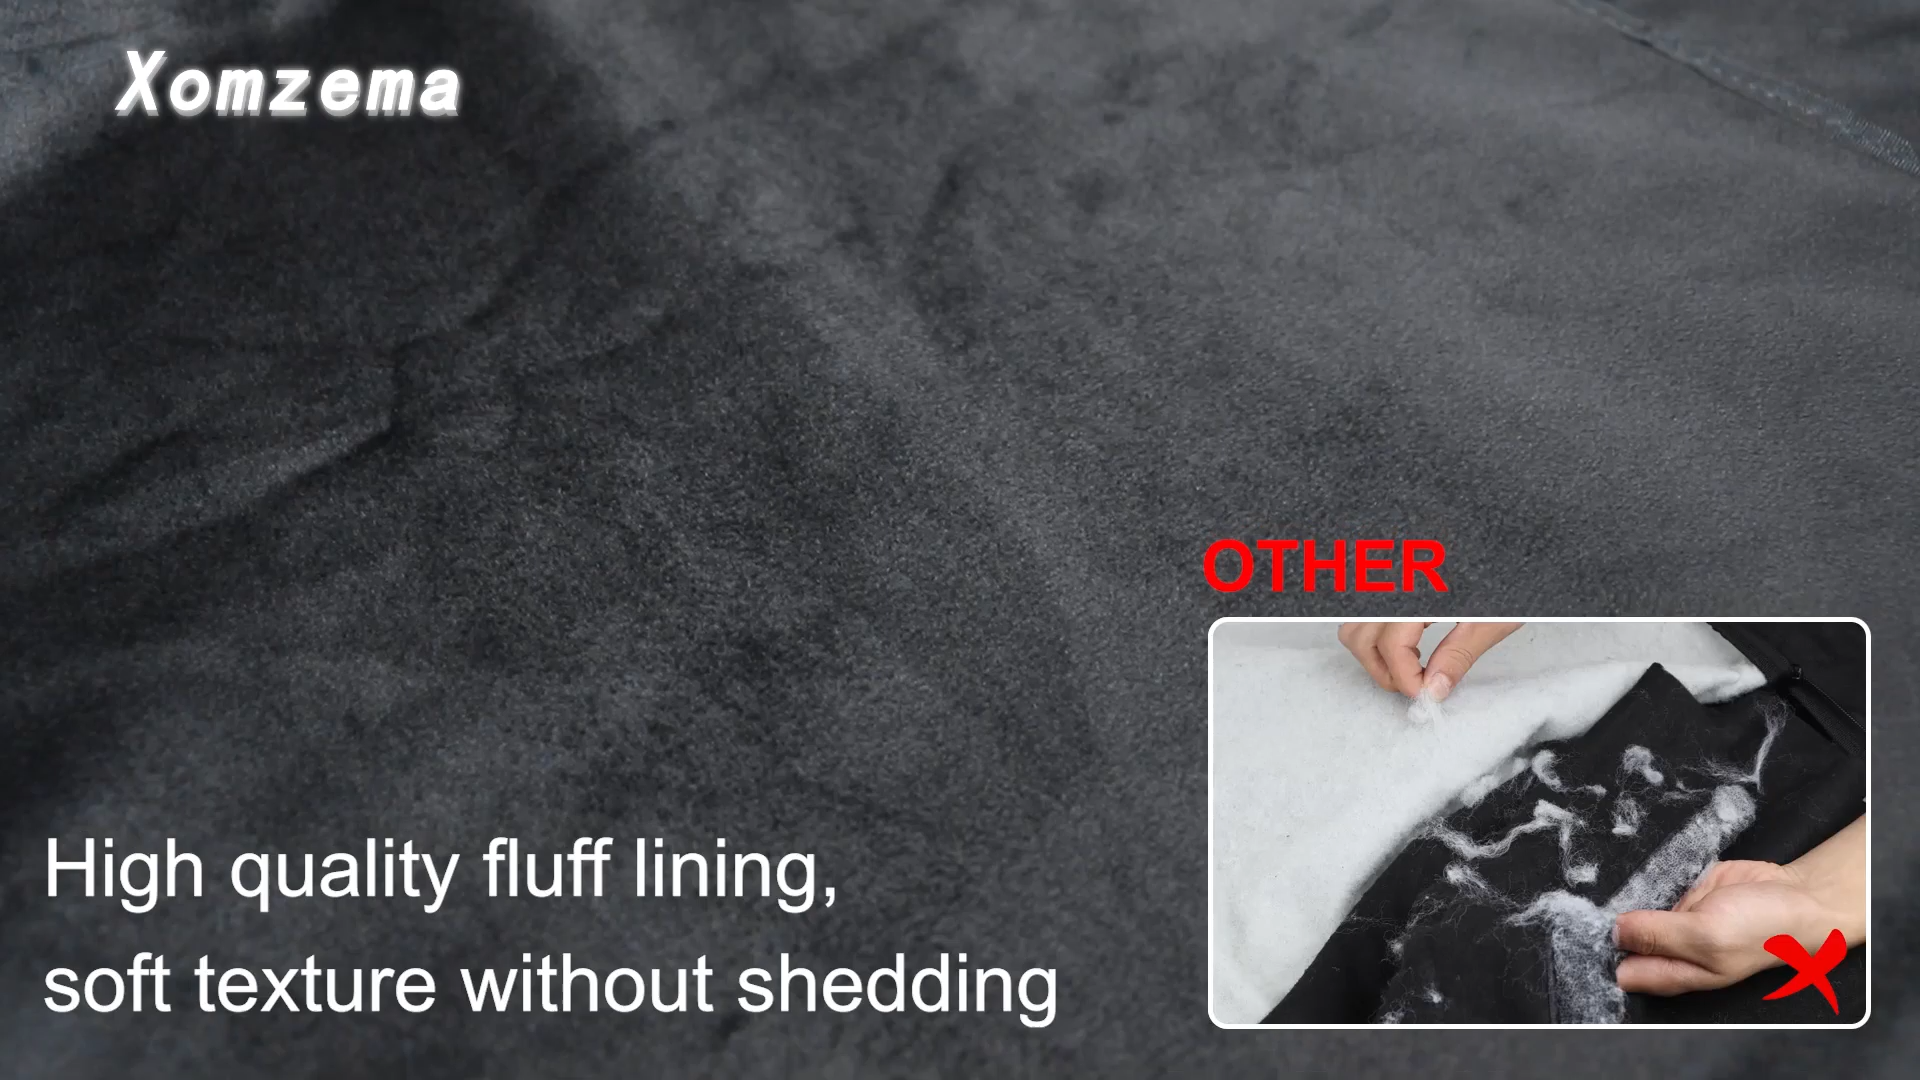 Xomzema
OTHER
High quality fluff lining,
soft texture without shedding